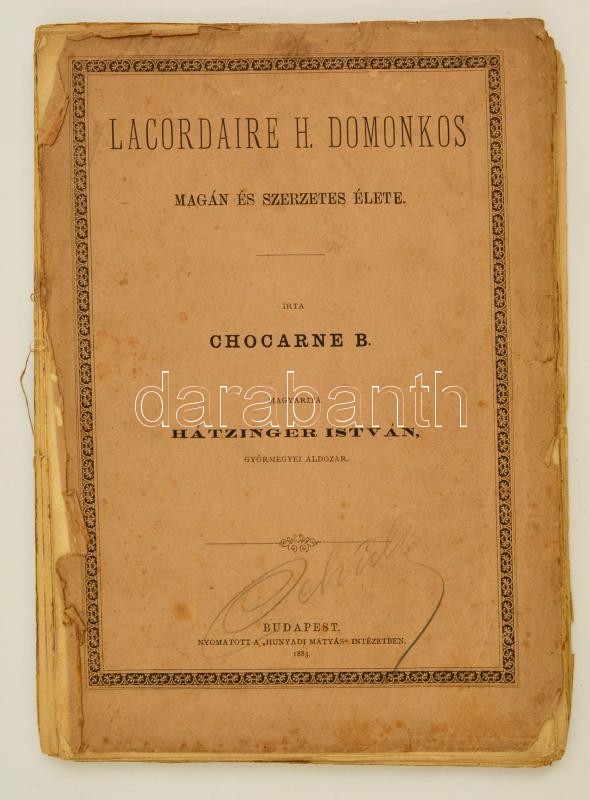 LACORDAIRE H. DOMONKOS
MAGÁN ÉS SZERZETES ÉLETE.
IRTA
CHOCARNE B.
darabanth
MAGYARITÁ
HÁTZINGER ISTVÁN,
GYŐRMEGYEI ÁLDOZÁR.
BUDAPEST.
NYOMATOTT A „HUNYADI MÁTYÁS“ INTÉZETBEN.
1883.